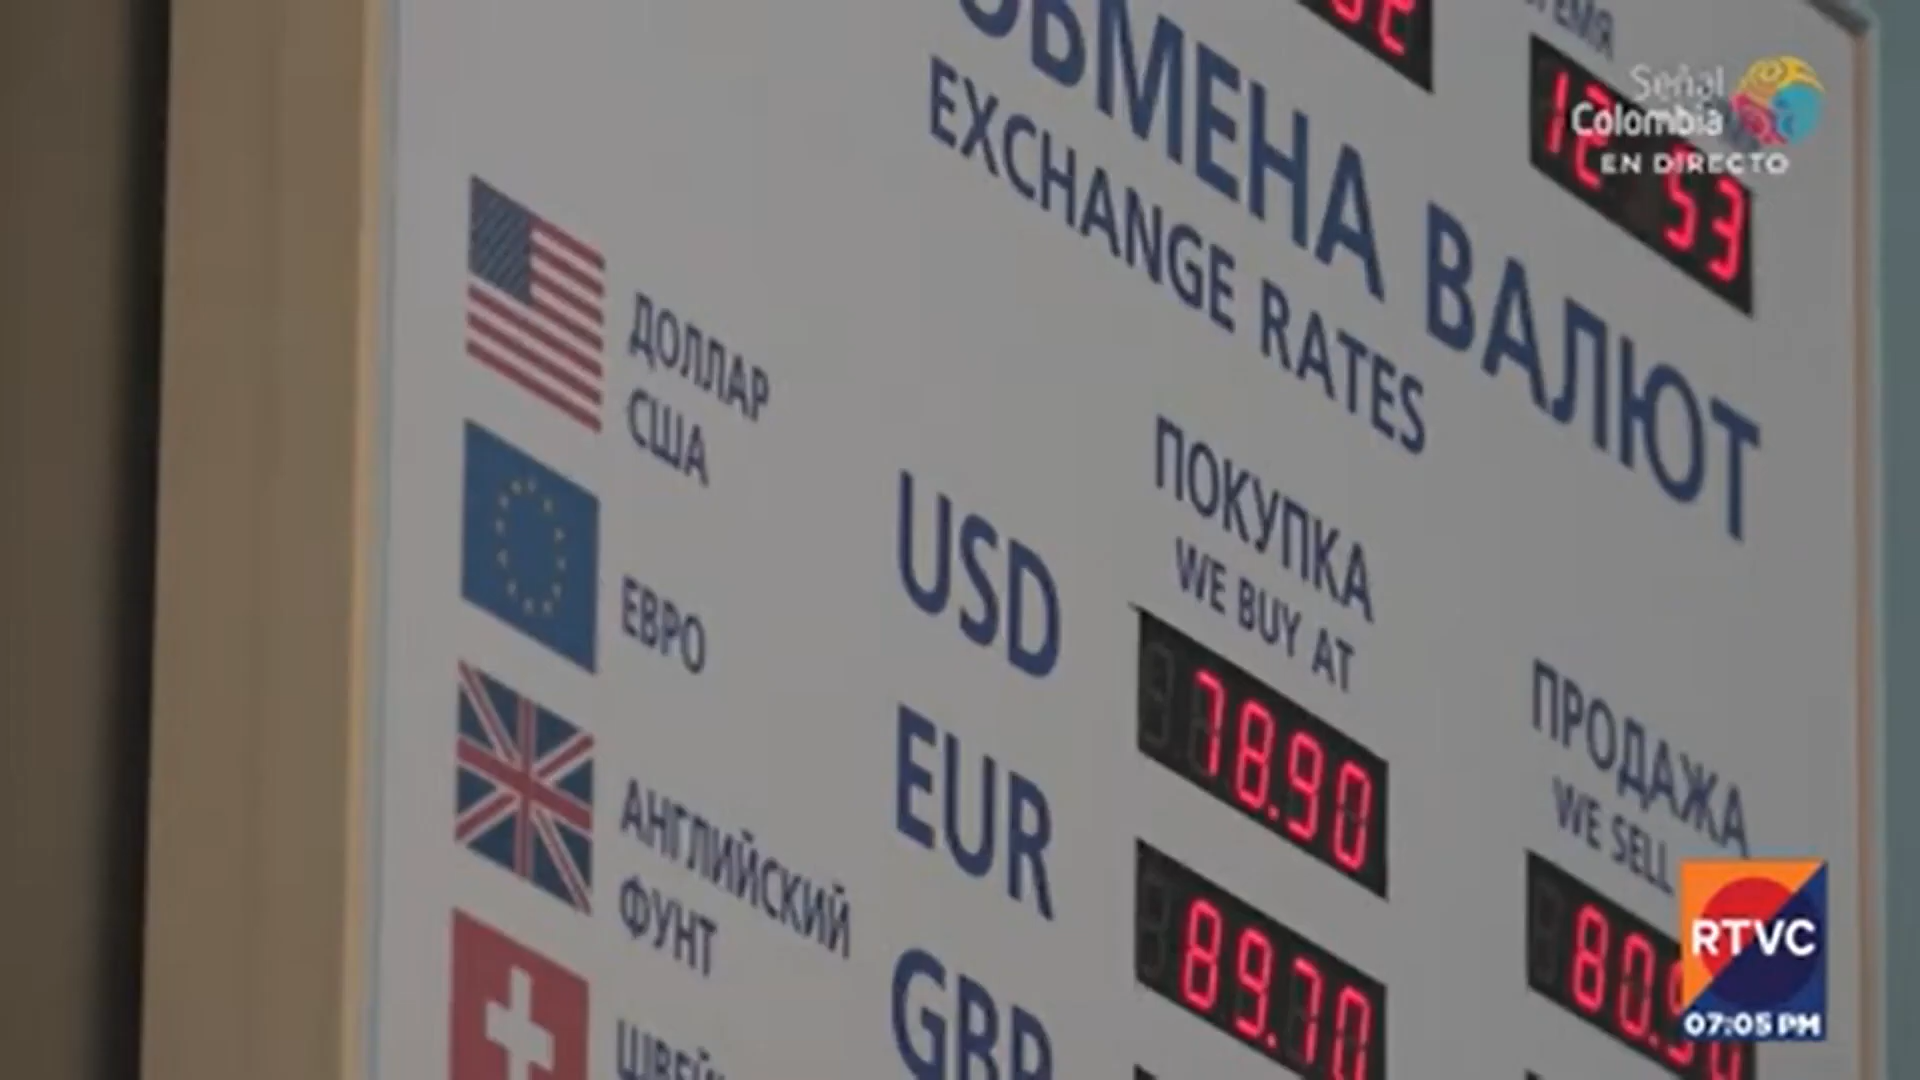 ОБМЕНА ВАЛЮТ
EXCHANGE RATES
12 53
Señal
Colombia
EN DIRECTO
ДОЛЛАР
США
ЕВРО
АНГЛИЙСКИЙ
ФУНТ
USD
EUR
GBP
ПОКУПКА
WE BUY AT
78.90
89.70
ПРОДАЖА
WE SELL
RTVC
07:05 PM